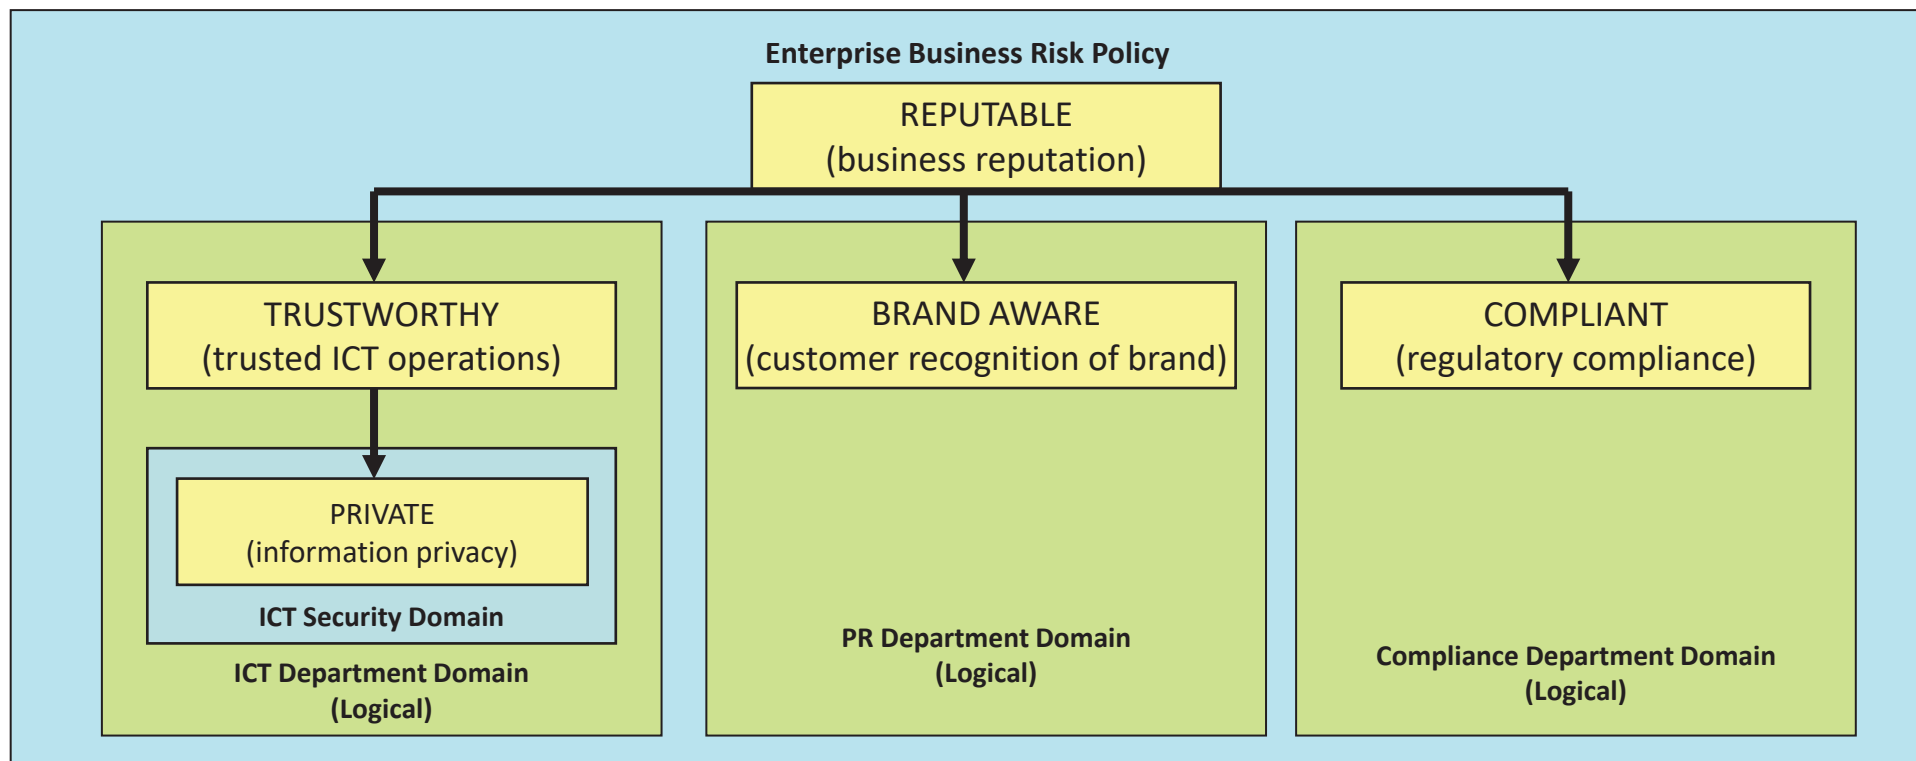 Enterprise Business Risk Policy
REPUTABLE
(business reputation)
TRUSTWORTHY
(trusted ICT operations)
BRAND AWARE
(customer recognition of brand)
COMPLIANT
(regulatory compliance)
PRIVATE
(information privacy)
ICT Security Domain
ICT Department Domain
(Logical)
PR Department Domain
(Logical)
Compliance Department Domain
(Logical)